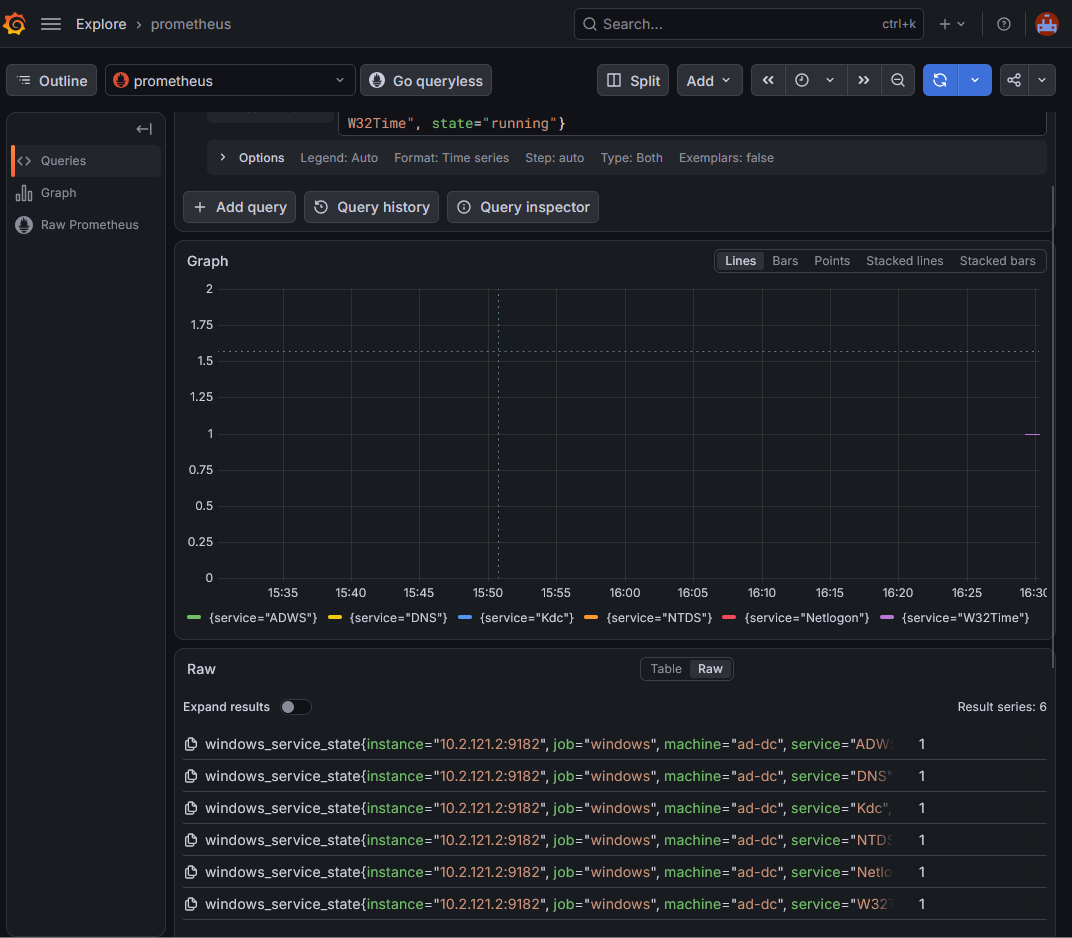 Explore › prometheus Search... ctrl+k
Outline prometheus Go queryless Split Add
W32Time", state="running"}
Queries
Graph
Raw Prometheus
Options Legend: Auto Format: Time series Step: auto Type: Both Exemplars: false
+ Add query Query history Query inspector
Graph Lines Bars Points Stacked lines Stacked bars
2
1.75
1.5
1.25
1
0.75
0.5
0.25
0
15:35 15:40 15:45 15:50 15:55 16:00 16:05 16:10 16:15 16:20 16:25 16:30
{service="ADWS"} {service="DNS"} {service="Kdc"} {service="NTDS"} {service="Netlogon"} {service="W32Time"}
Raw Table Raw
Expand results Result series: 6
windows_service_state{instance="10.2.121.2:9182", job="windows", machine="ad-dc", service="ADW 1
windows_service_state{instance="10.2.121.2:9182", job="windows", machine="ad-dc", service="DNS" 1
windows_service_state{instance="10.2.121.2:9182", job="windows", machine="ad-dc", service="Kdc", 1
windows_service_state{instance="10.2.121.2:9182", job="windows", machine="ad-dc", service="NTDS 1
windows_service_state{instance="10.2.121.2:9182", job="windows", machine="ad-dc", service="Netlo 1
windows_service_state{instance="10.2.121.2:9182", job="windows", machine="ad-dc", service="W32 1